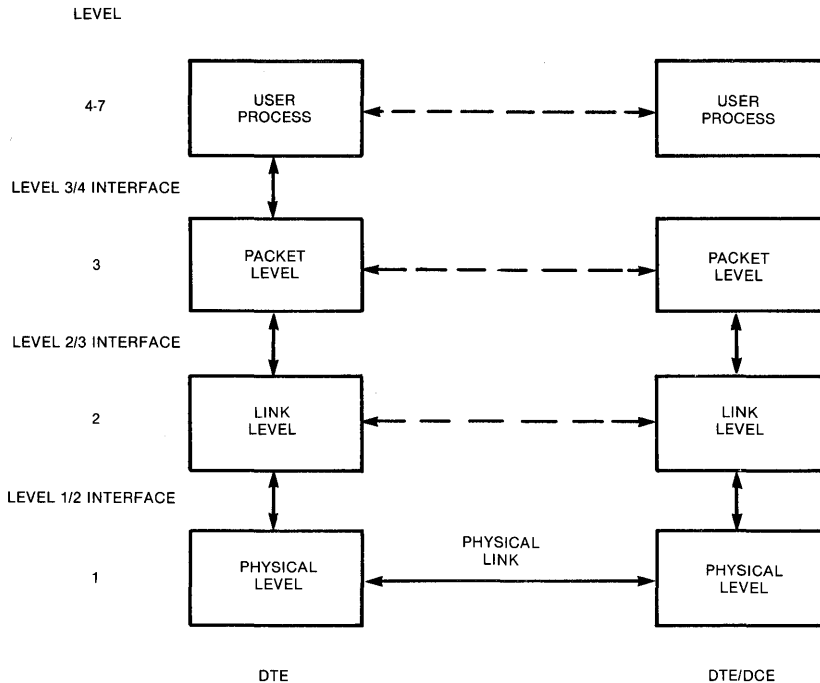 LEVEL
4-7
USER
PROCESS
USER
PROCESS
LEVEL 3/4 INTERFACE
3
PACKET
LEVEL
PACKET
LEVEL
LEVEL 2/3 INTERFACE
2
LINK
LEVEL
LINK
LEVEL
LEVEL 1/2 INTERFACE
1
PHYSICAL
LEVEL
PHYSICAL
LINK
PHYSICAL
LEVEL
DTE
DTE/DCE